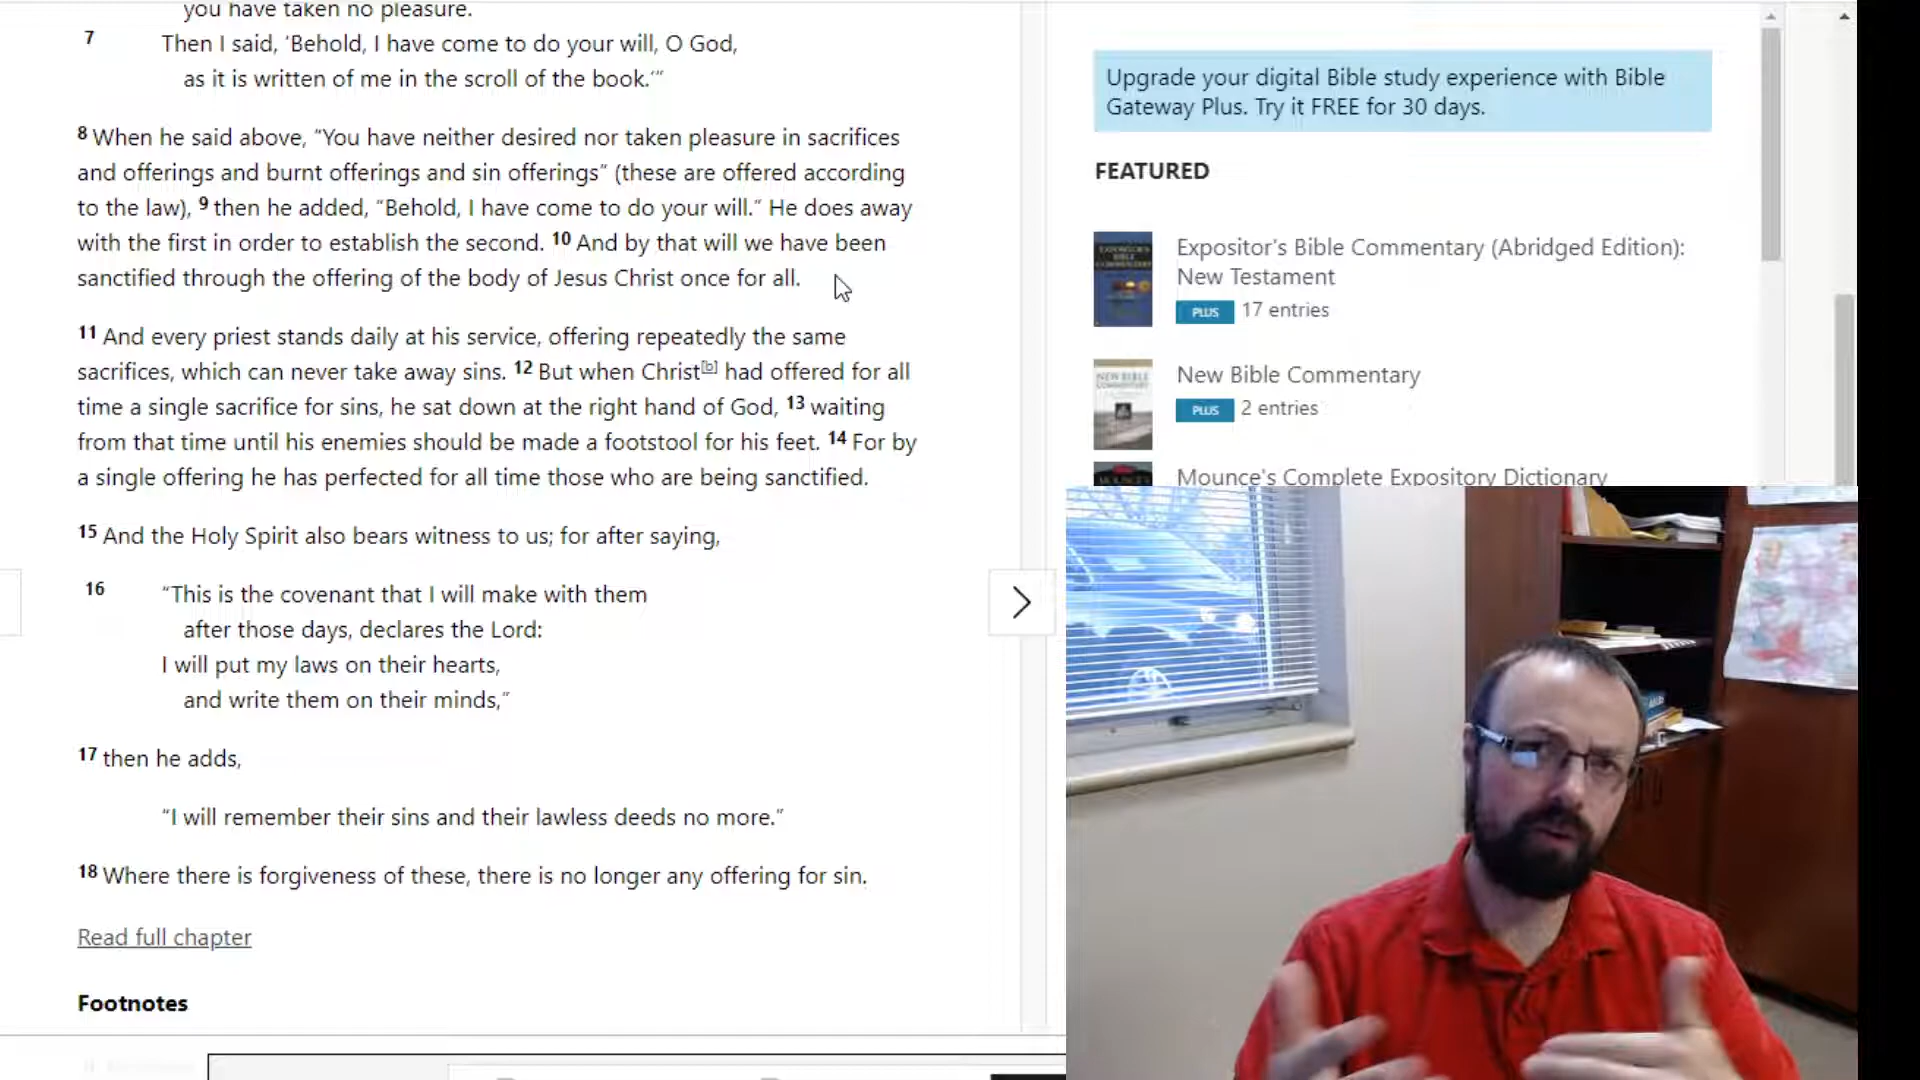 you have taken no pleasure.
7 Then I said, ‘Behold, I have come to do your will, O God,
as it is written of me in the scroll of the book.’”
8 When he said above, “You have neither desired nor taken pleasure in sacrifices
and offerings and burnt offerings and sin offerings” (these are offered according
to the law), 9 then he added, “Behold, I have come to do your will.” He does away
with the first in order to establish the second. 10 And by that will we have been
sanctified through the offering of the body of Jesus Christ once for all.
11 And every priest stands daily at his service, offering repeatedly the same
sacrifices, which can never take away sins. 12 But when Christ[b] had offered for all
time a single sacrifice for sins, he sat down at the right hand of God, 13 waiting
from that time until his enemies should be made a footstool for his feet. 14 For by
a single offering he has perfected for all time those who are being sanctified.
15 And the Holy Spirit also bears witness to us; for after saying,
16 “This is the covenant that I will make with them
after those days, declares the Lord:
I will put my laws on their hearts,
and write them on their minds,”
17 then he adds,
“I will remember their sins and their lawless deeds no more.”
18 Where there is forgiveness of these, there is no longer any offering for sin.
Read full chapter
Footnotes
Upgrade your digital Bible study experience with Bible
Gateway Plus. Try it FREE for 30 days.
FEATURED
Expositor's Bible Commentary (Abridged Edition):
New Testament
PLUS 17 entries
New Bible Commentary
PLUS 2 entries
Mounce's Complete Expository Dictionary